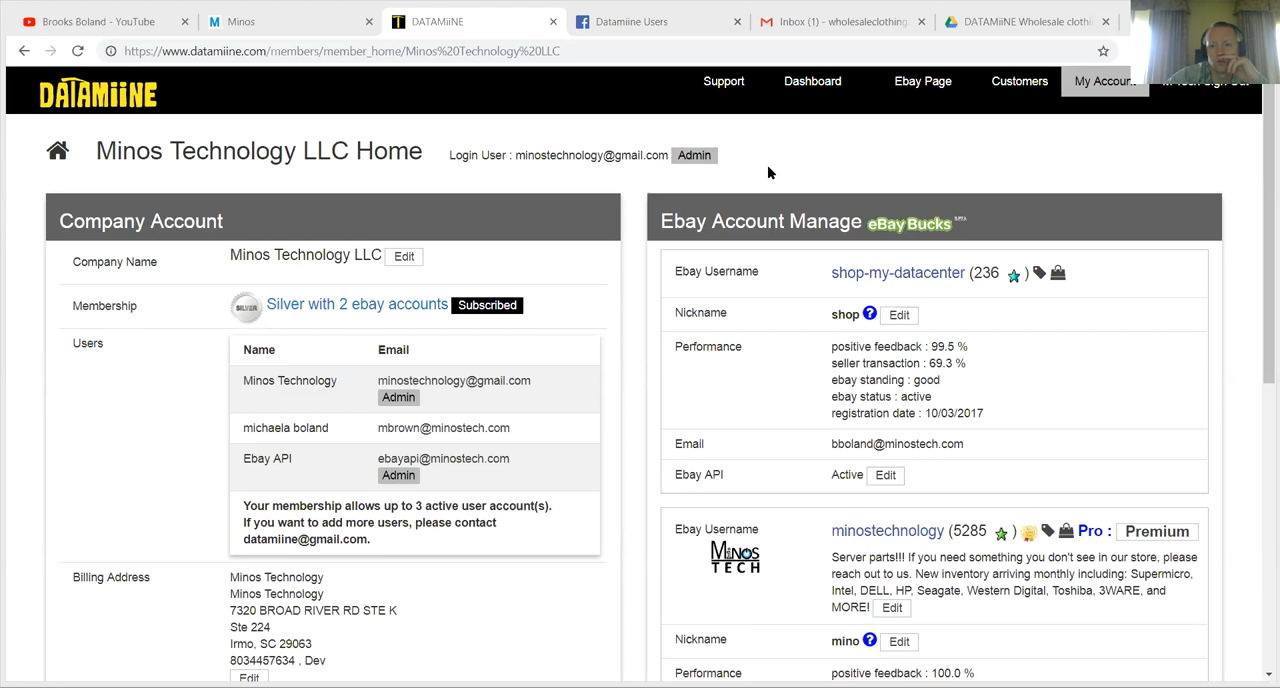 Brooks Boland - YouTube
Minos
DATAMiiNE
Datamiine Users
Inbox (1) - wholesaleclothing.
DATAMiiNE Wholesale clothi
https://www.datamiine.com/members/member_home/Minos%20Technology%20LLC
DATAMiiNE
Support
Dashboard
Ebay Page
Customers
My Accoun
Minos Technology LLC Home
Login User : minostechnology@gmail.com Admin
Company Account
Company Name
Minos Technology LLC Edit
Membership
SILVER Silver with 2 ebay accounts Subscribed
Users
Name Email
Minos Technology minostechnology@gmail.com
Admin
michaela boland mbrown@minostech.com
Ebay API ebayapi@minostech.com
Admin
Your membership allows up to 3 active user account(s).
If you want to add more users, please contact
datamiine@gmail.com.
Billing Address
Minos Technology
Minos Technology
7320 BROAD RIVER RD STE K
Ste 224
Irmo, SC 29063
8034457634 , Dev
Edit
Ebay Account Manage eBay Bucks BETA
Ebay Username shop-my-datacenter (236 )
Nickname shop ? Edit
Performance positive feedback : 99.5 %
seller transaction : 69.3 %
ebay standing : good
ebay status : active
registration date : 10/03/2017
Email bboland@minostech.com
Ebay API Active Edit
Ebay Username minostechnology (5285 ) Pro : Premium
MINOS
TECH
Server parts!!! If you need something you don't see in our store, please
reach out to us. New inventory arriving monthly including: Supermicro,
Intel, DELL, HP, Seagate, Western Digital, Toshiba, 3WARE, and
MORE! Edit
Nickname mino ? Edit
Performance positive feedback : 100.0 %